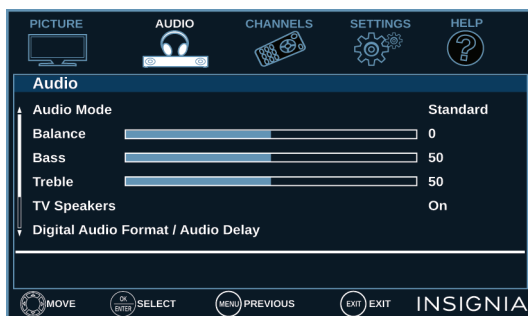 PICTURE AUDIO CHANNELS SETTINGS HELP
Audio
Audio Mode Standard
Balance 0
Bass 50
Treble 50
TV Speakers On
Digital Audio Format / Audio Delay
MOVE OK ENTER SELECT MENU PREVIOUS EXIT EXIT INSIGNIA